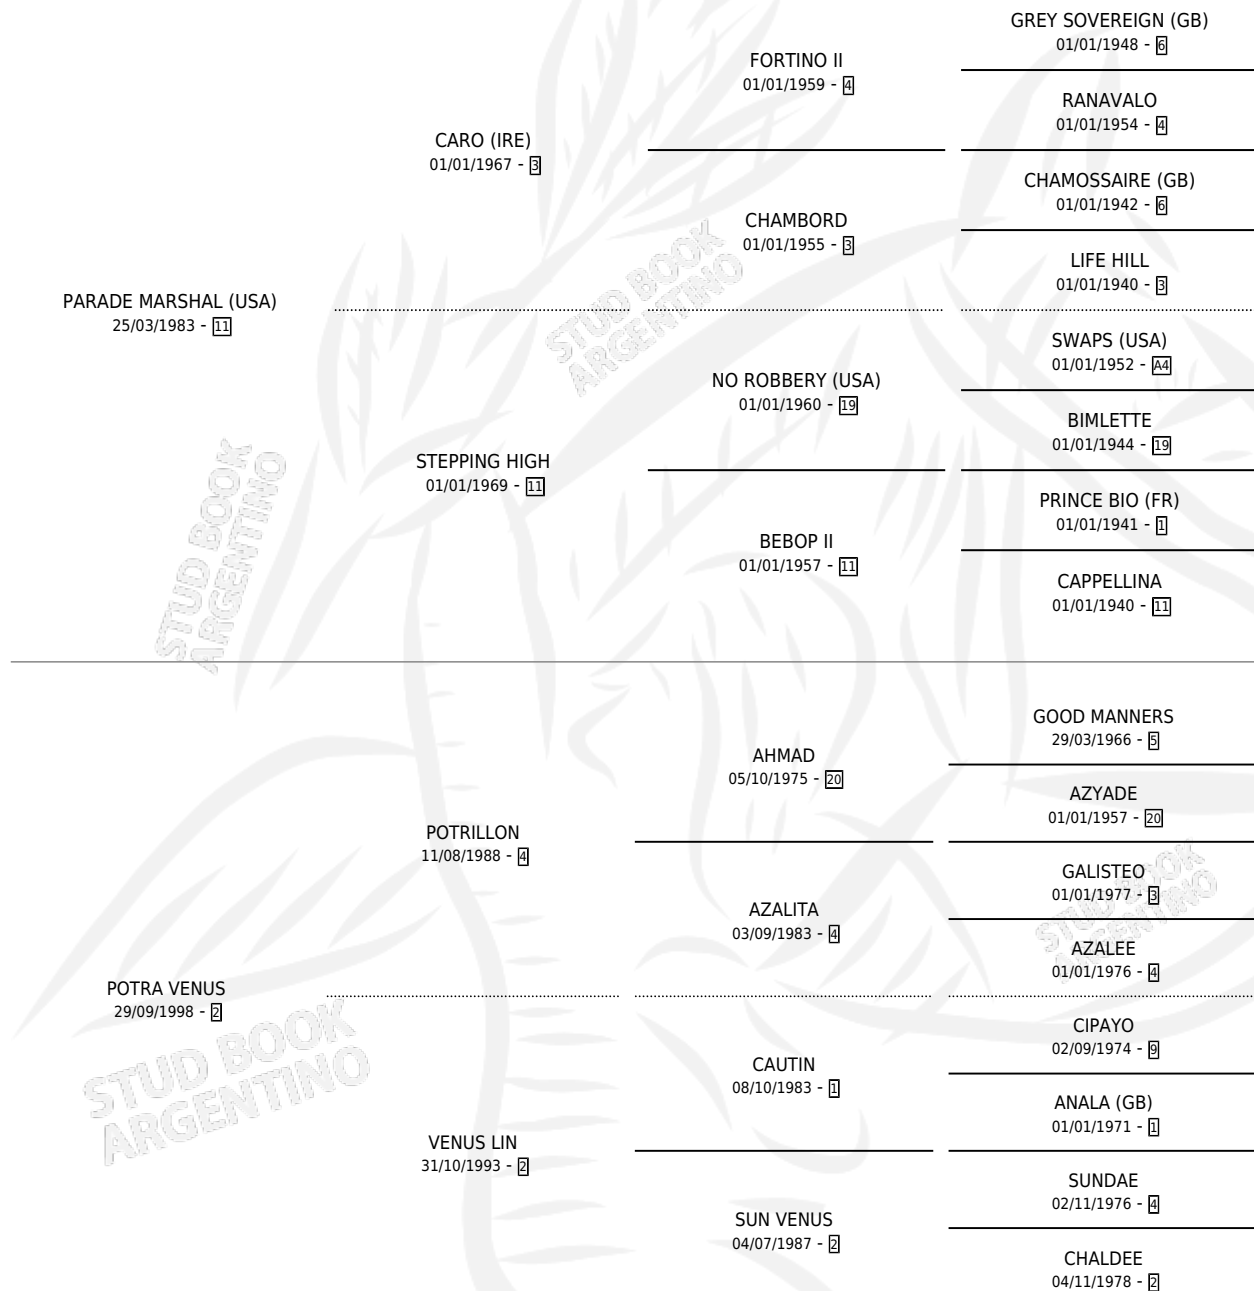 GREY SOVEREIGN (GB)
01/01/1948 - 6
FORTINO II
01/01/1959 - 4
RANAVALO
01/01/1954 - 4
CARO (IRE)
01/01/1967 - 3
CHAMOSSAIRE (GB)
01/01/1942 - 6
CHAMBORD
01/01/1955 - 3
LIFE HILL
01/01/1940 - 3
PARADE MARSHAL (USA)
25/03/1983 - 11
SWAPS (USA)
01/01/1952 - A4
NO ROBBERY (USA)
01/01/1960 - 19
BIMLETTE
01/01/1944 - 19
STEPPING HIGH
01/01/1969 - 11
PRINCE BIO (FR)
01/01/1941 - 1
BEBOP II
01/01/1957 - 11
CAPPELLINA
01/01/1940 - 11
GOOD MANNERS
29/03/1966 - 5
AHMAD
05/10/1975 - 20
AZYADE
01/01/1957 - 20
POTRILLON
11/08/1988 - 4
GALISTEO
01/01/1977 - 3
AZALITA
03/09/1983 - 4
AZALEE
01/01/1976 - 4
POTRA VENUS
29/09/1998 - 2
CIPAYO
02/09/1974 - 9
CAUTIN
08/10/1983 - 1
ANALA (GB)
01/01/1971 - 1
VENUS LIN
31/10/1993 - 2
SUNDAE
02/11/1976 - 4
SUN VENUS
04/07/1987 - 2
CHALDEE
04/11/1978 - 2
STUD BOOK
ARGENTINO
STUD BOOK
ARGENTINO
STUD BOOK
ARGENTINO
STUD BOOK
ARGENTINO